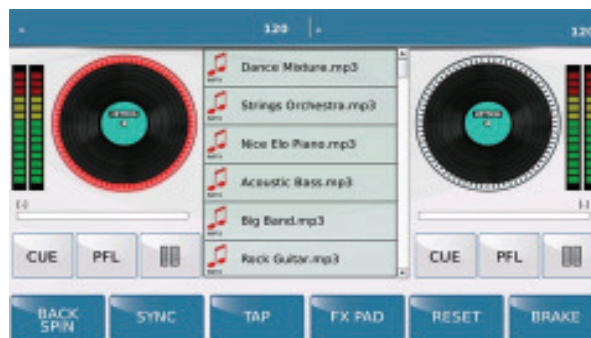 - 120 - 120
Dance Mixture.mp3
Strings Orchestra.mp3
Nice Elo Piano.mp3
Acoustic Bass.mp3
Big Band.mp3
Rock Guitar.mp3
[-] [-]
CUE PFL CUE PFL
BACK SPIN SYNC TAP FX PAD RESET BRAKE